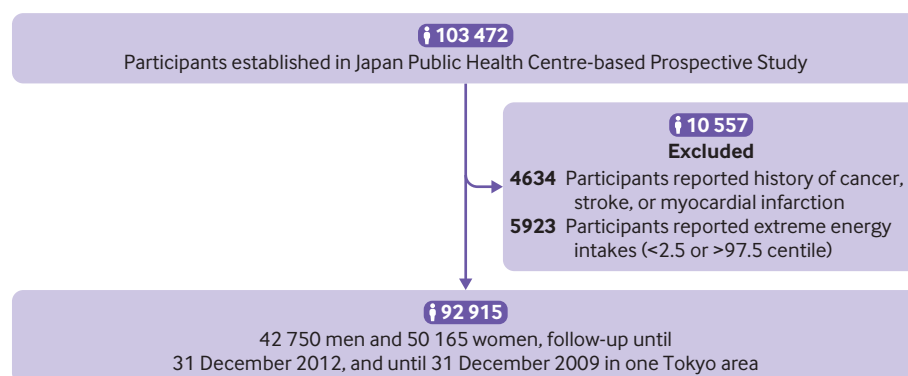 103 472
Participants established in Japan Public Health Centre-based Prospective Study
10 557
Excluded
4634 Participants reported history of cancer,
stroke, or myocardial infarction
5923 Participants reported extreme energy
intakes (<2.5 or >97.5 centile)
92 915
42 750 men and 50 165 women, follow-up until
31 December 2012, and until 31 December 2009 in one Tokyo area